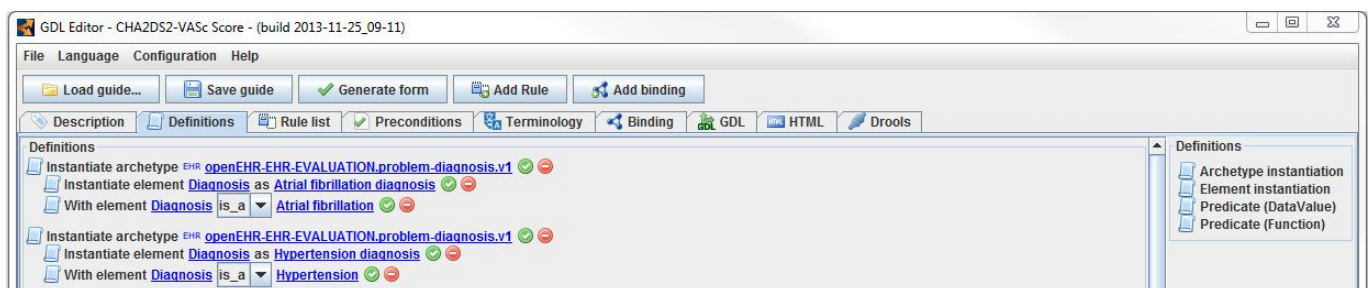 GDL Editor - CHA2DS2-VASc Score - (build 2013-11-25_09-11)
File Language Configuration Help
Load guide... Save guide Generate form Add Rule Add binding
Description Definitions Rule list Preconditions Terminology Binding GDL HTML Drools
Definitions
Instantiate archetype EHR openEHR-EHR-EVALUATION.problem-diagnosis.v1
Instantiate element Diagnosis as Atrial fibrillation diagnosis
With element Diagnosis is_a Atrial fibrillation
Instantiate archetype EHR openEHR-EHR-EVALUATION.problem-diagnosis.v1
Instantiate element Diagnosis as Hypertension diagnosis
With element Diagnosis is_a Hypertension
Definitions
Archetype instantiation
Element instantiation
Predicate (DataValue)
Predicate (Function)